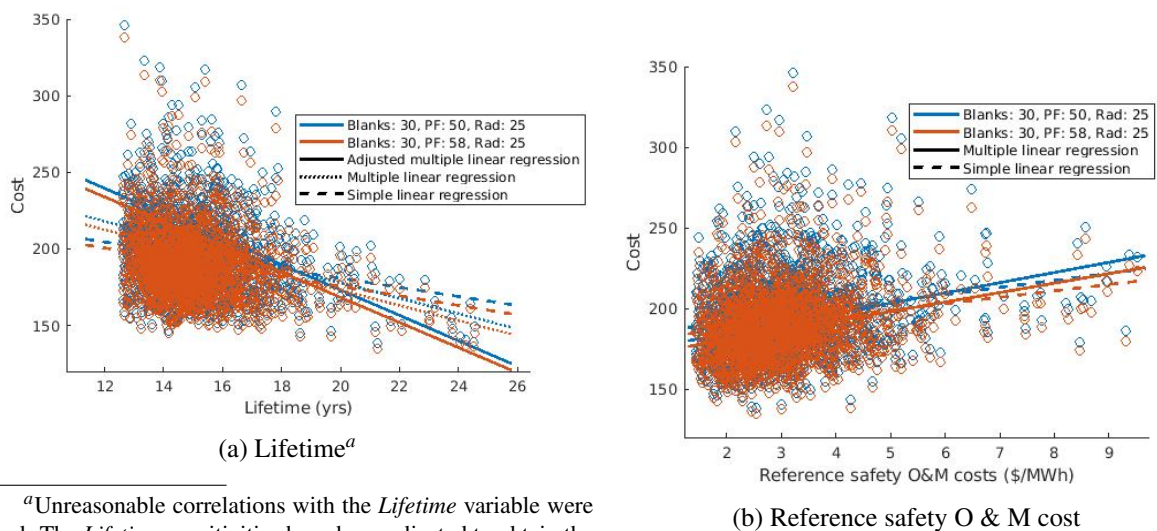 350
300
250
200
150
Cost
12
14
16
18
20
22
24
26
Lifetime (yrs)
Blanks: 30, PF: 50, Rad: 25
Blanks: 30, PF: 58, Rad: 25
Adjusted multiple linear regression
Multiple linear regression
Simple linear regression
(a) Lifetimea
aUnreasonable correlations with the Lifetime variable were
350
300
250
200
150
Cost
2
3
4
5
6
7
8
9
Reference safety O&M costs ($/MWh)
Blanks: 30, PF: 50, Rad: 25
Blanks: 30, PF: 58, Rad: 25
Multiple linear regression
Simple linear regression
(b) Reference safety O & M cost